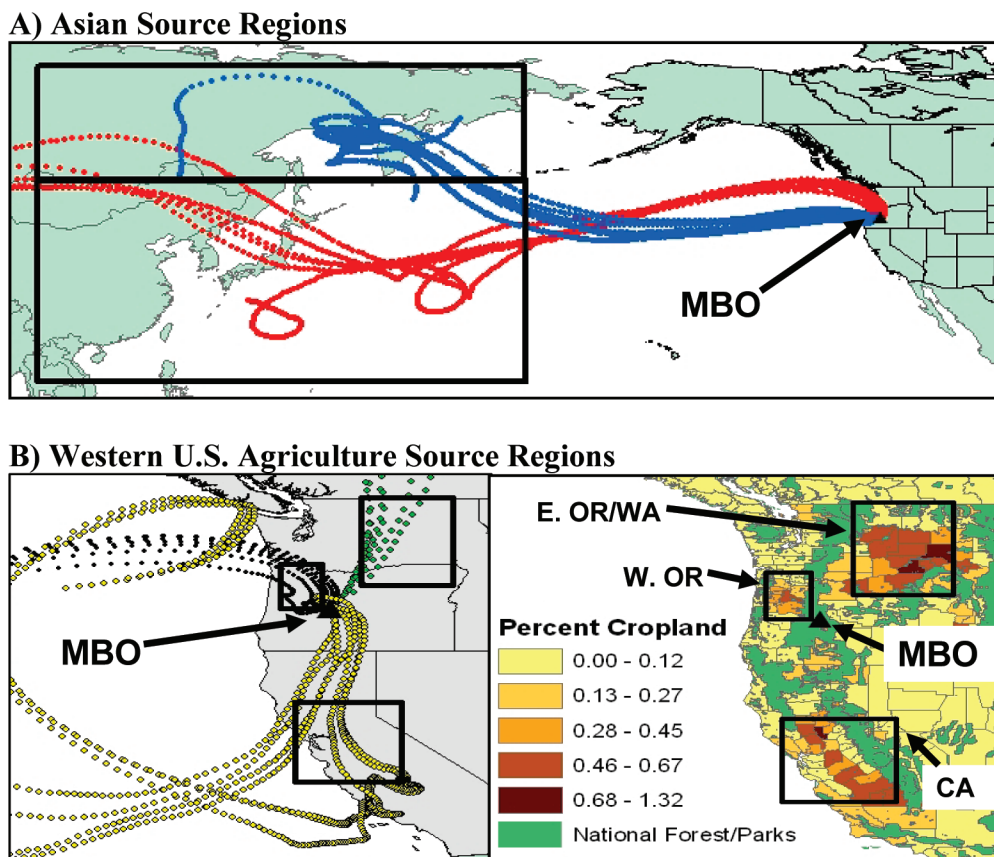 A) Asian Source Regions
MBO
B) Western U.S. Agriculture Source Regions
MBO
E. OR/WA
W. OR
MBO
Percent Cropland
0.00 - 0.12
0.13 - 0.27
0.28 - 0.45
0.46 - 0.67
0.68 - 1.32
National Forest/Parks
CA